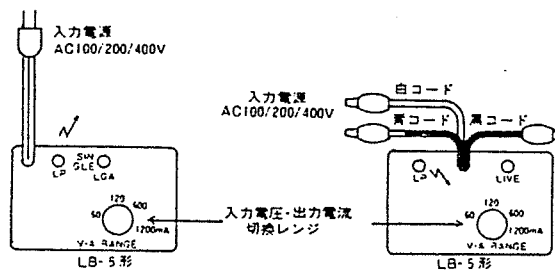 入力電源
AC100/200/400V
SIN
GLE
LP
LGA
60
120
600
1200mA
V-A RANGE
LB-5形
入力電圧・出力電流
切換レンジ
入力電源
AC100/200/400V
白コード
青コード
黒コード
LP
LIVE
60
120
600
1200mA
V-A RANGE
LB-5形